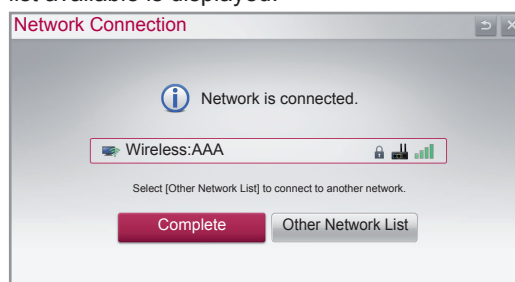 list available is displayed.
Network Connection
Network is connected.
Wireless:AAA
Select [Other Network List] to connect to another network.
Complete
Other Network List